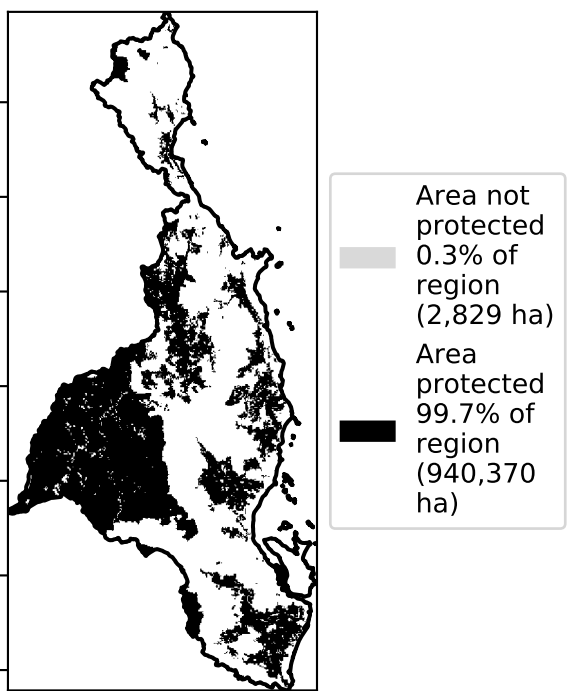 Area not
protected
0.3% of
region
(2,829 ha)
Area
protected
99.7% of
region
(940,370
ha)